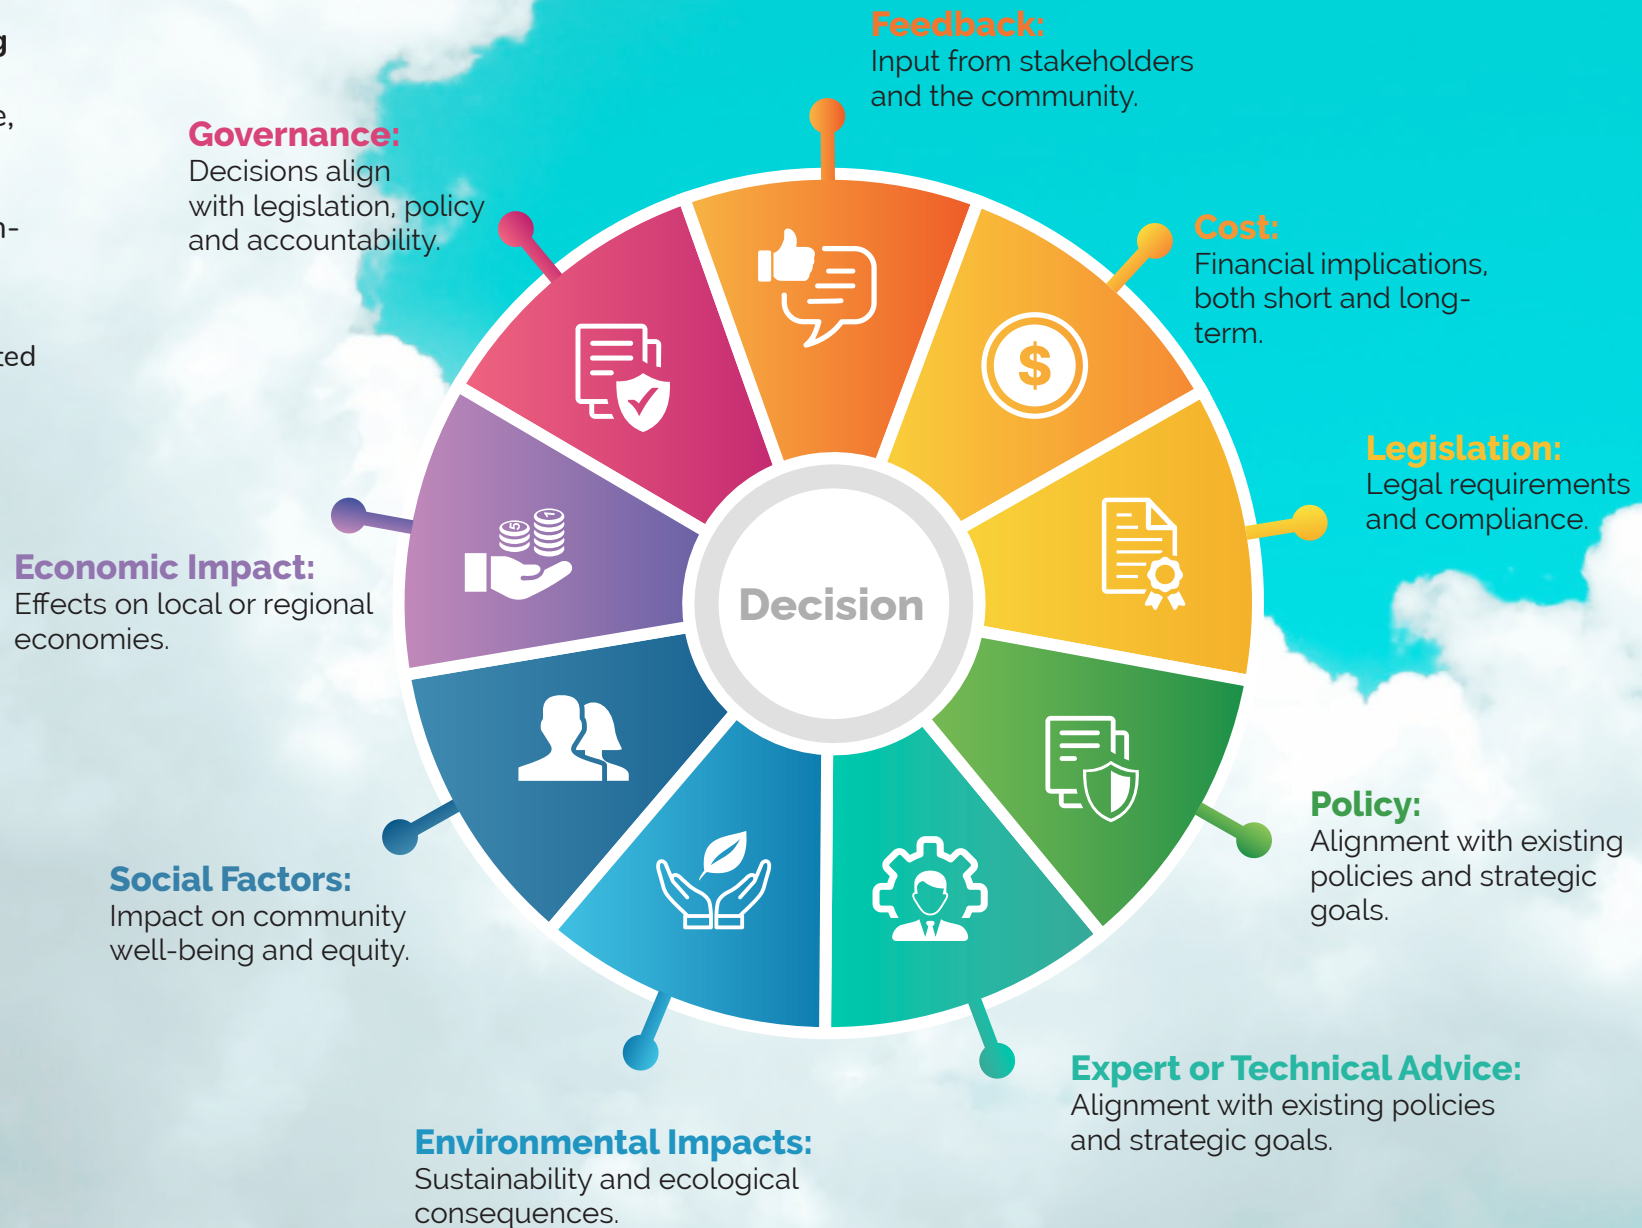 Feedback:
Input from stakeholders
and the community.
Governance:
Decisions align
with legislation, policy
and accountability.
Cost:
Financial implications,
both short and long-
term.
Legislation:
Legal requirements
and compliance.
Decision
Economic Impact:
Effects on local or regional
economies.
Policy:
Alignment with existing
policies and strategic
goals.
Social Factors:
Impact on community
well-being and equity.
Expert or Technical Advice:
Alignment with existing policies
and strategic goals.
Environmental Impacts:
Sustainability and ecological
consequences.
$
5
1